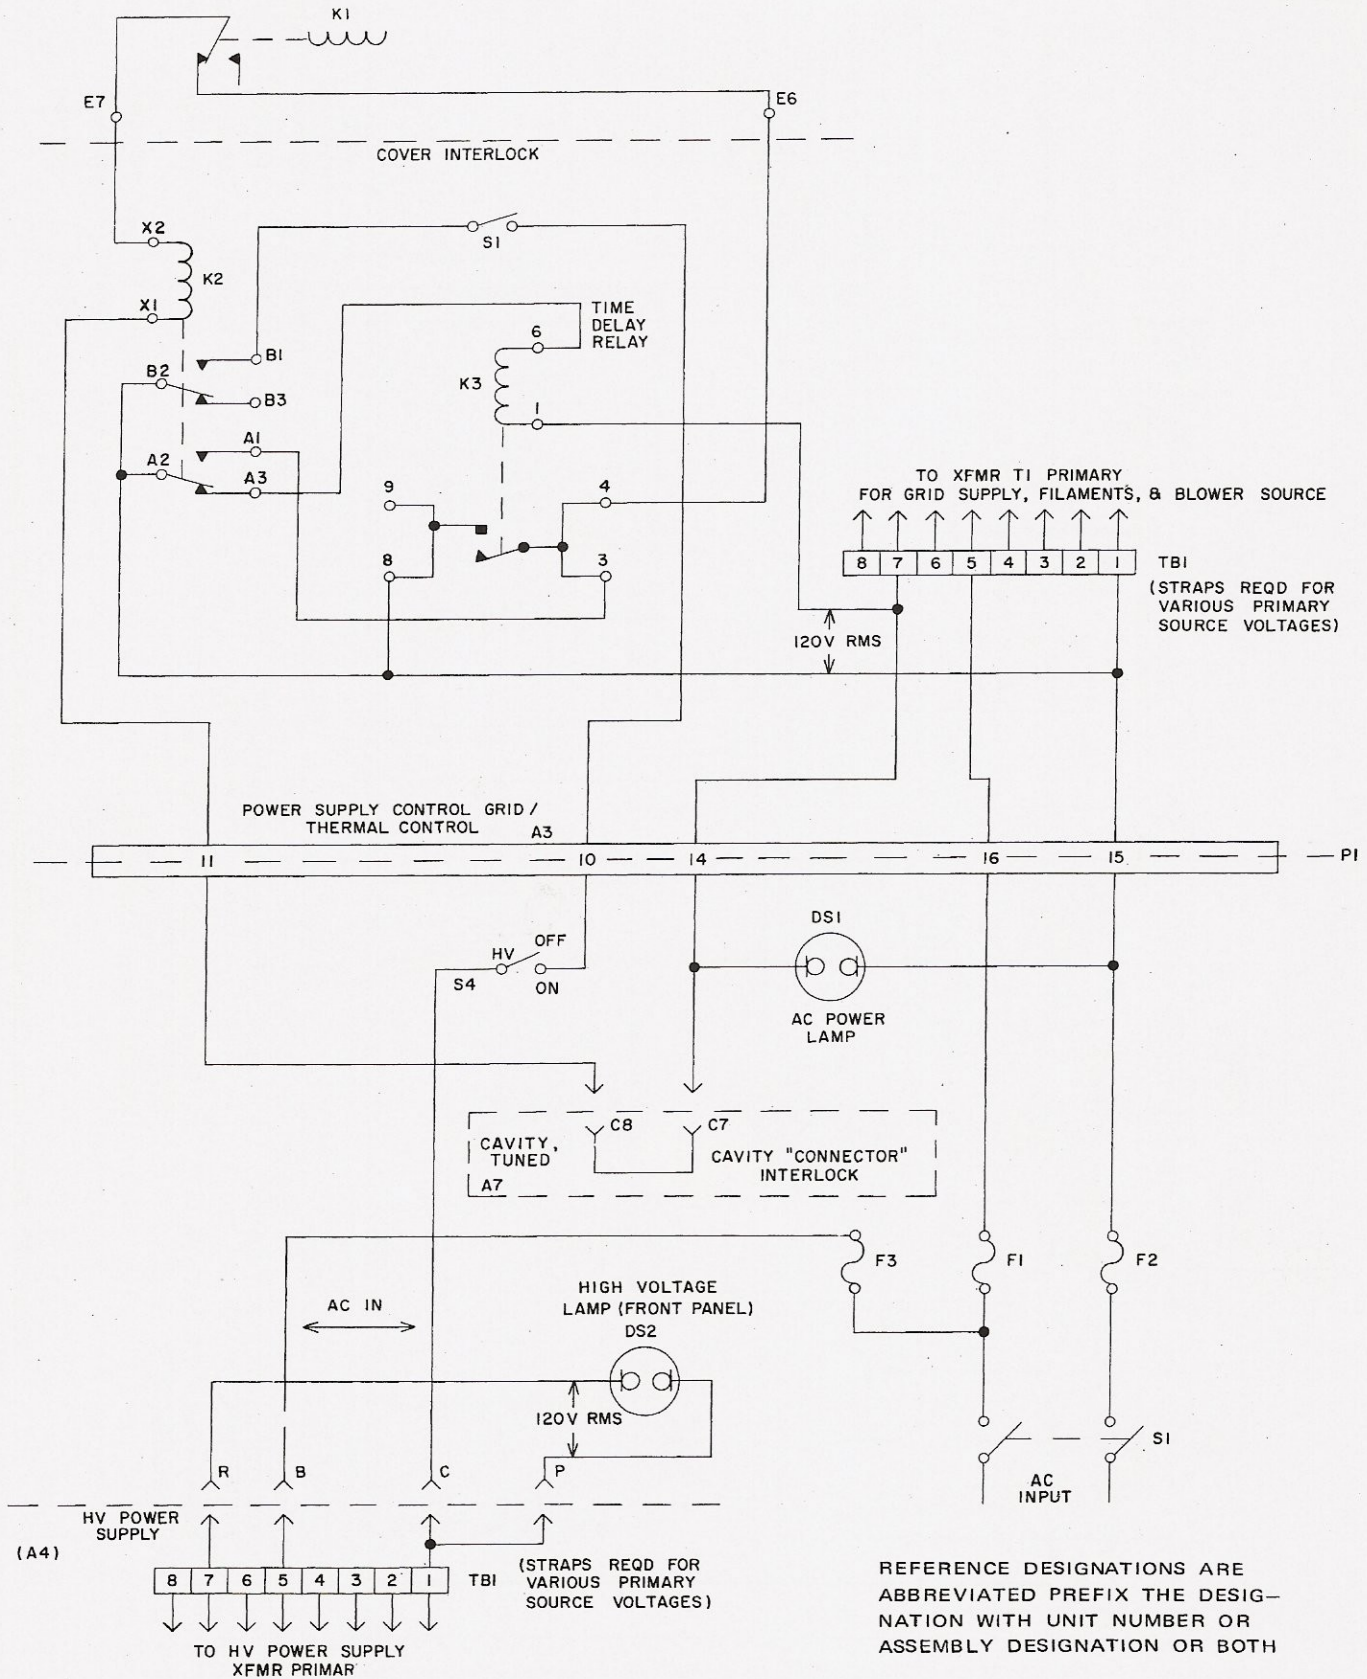 K1
E7
E6
COVER INTERLOCK
X2
S1
K2
X1
TIME
DELAY
RELAY
6
B1
B2
K3
B3
1
A1
A2
A3
9
4
8
3
TO XFMR T1 PRIMARY
FOR GRID SUPPLY, FILAMENTS, & BLOWER SOURCE
8 7 6 5 4 3 2 1 TB1
(STRAPS REQD FOR
VARIOUS PRIMARY
SOURCE VOLTAGES)
120V RMS
POWER SUPPLY CONTROL GRID /
THERMAL CONTROL
A3
11 10 14 16 15 P1
DS1
OFF
HV
S4
ON
AC POWER
LAMP
C8 C7
CAVITY,
TUNED
A7
CAVITY "CONNECTOR"
INTERLOCK
F3 F1 F2
HIGH VOLTAGE
LAMP (FRONT PANEL)
DS2
AC IN
120V RMS
S1
AC
INPUT
R B C P
HV POWER
SUPPLY
(A4)
8 7 6 5 4 3 2 1 TB1
(STRAPS REQD FOR
VARIOUS PRIMARY
SOURCE VOLTAGES)
TO HV POWER SUPPLY
XFMR PRIMAR
REFERENCE DESIGNATIONS ARE
ABBREVIATED PREFIX THE DESIG-
NATION WITH UNIT NUMBER OR
ASSEMBLY DESIGNATION OR BOTH